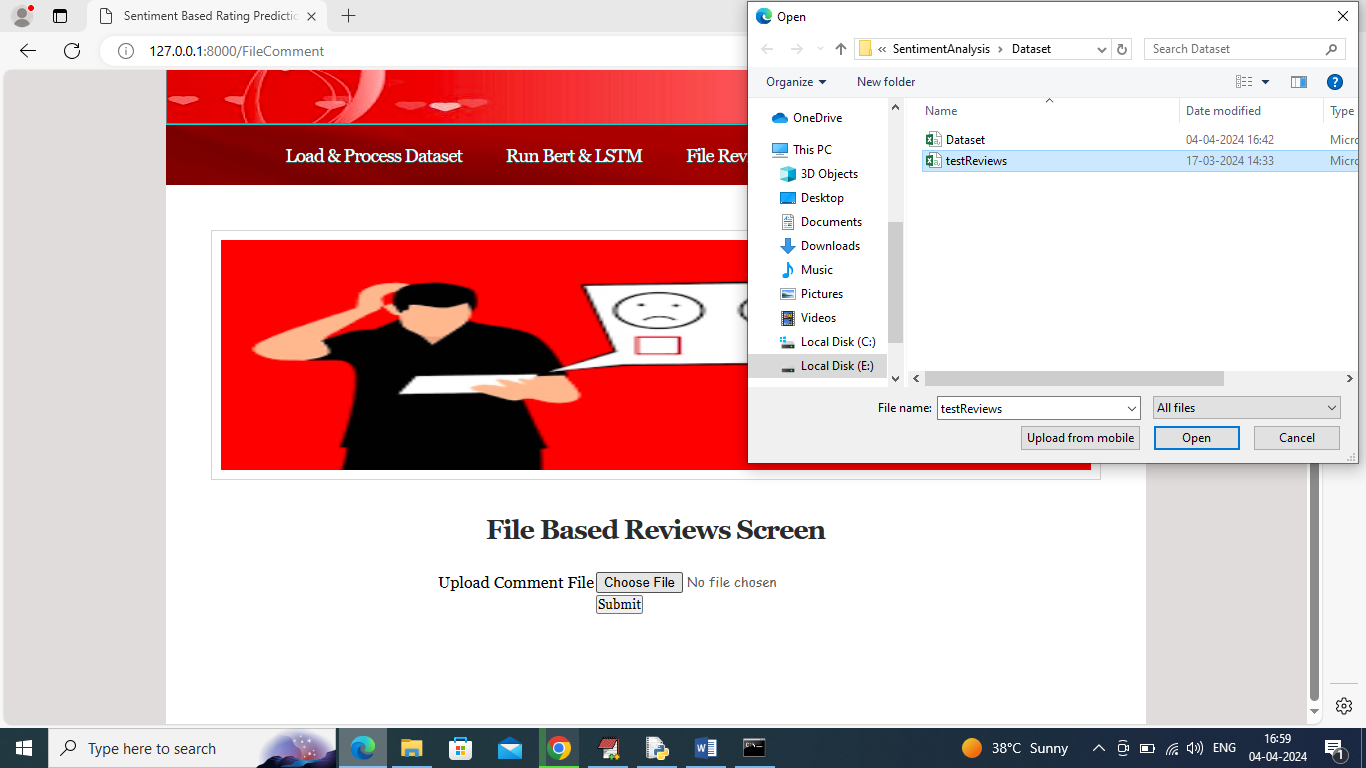 Sentiment Based Rating Predictic
127.0.0.1:8000/FileComment
Load & Process Dataset
Run Bert & LSTM
File Rev
File Based Reviews Screen
Upload Comment File Choose File No file chosen
Submit
Open
« SentimentAnalysis > Dataset
Search Dataset
Organize
New folder
OneDrive
This PC
3D Objects
Desktop
Documents
Downloads
Music
Pictures
Videos
Local Disk (C:)
Local Disk (E:)
Name Date modified Type
Dataset 04-04-2024 16:42 Micro
testReviews 17-03-2024 14:33 Micro
File name: testReviews All files
Upload from mobile Open Cancel
Type here to search
38°C Sunny
ENG
16:59
04-04-2024
1